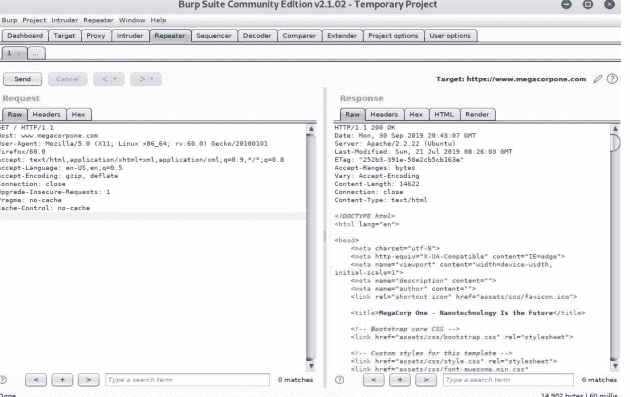 Burp Suite Community Edition v2.1.02 - Temporary Project
Burp Project Intruder Repeater Window Help
Dashboard Target Proxy Intruder Repeater Sequencer Decoder Comparer Extender Project options User options
1 × ...
Send Cancel < > Target: https://www.megacorpone.com ?
Request
Raw Headers Hex
GET / HTTP/1.1
Host: www.megacorpone.com
User-Agent: Mozilla/5.0 (X11; Linux x86_64; rv:60.0) Gecko/20100101
Firefox/60.0
Accept: text/html,application/xhtml+xml,application/xml;q=0.9,*/*;q=0.8
Accept-Language: en-US,en;q=0.5
Accept-Encoding: gzip, deflate
Connection: close
Upgrade-Insecure-Requests: 1
Pragma: no-cache
Cache-Control: no-cache
? < + > Type a search term 0 matches
Response
Raw Headers Hex HTML Render
HTTP/1.1 200 OK
Date: Mon, 30 Sep 2019 20:43:07 GMT
Server: Apache/2.2.22 (Ubuntu)
Last-Modified: Sun, 21 Jul 2019 08:26:03 GMT
ETag: "252b3-391e-58e2cb5cb163e"
Accept-Ranges: bytes
Vary: Accept-Encoding
Content-Length: 14622
Connection: close
Content-Type: text/html
<!DOCTYPE html>
<html lang="en">
<head>
<meta charset="utf-8">
<meta http-equiv="X-UA-Compatible" content="IE=edge">
<meta name="viewport" content="width=device-width,
initial-scale=1">
<meta name="description" content="">
<meta name="author" content="">
<link rel="shortcut icon" href="assets/ico/favicon.ico">
<title>MegaCorp One - Nanotechnology Is the Future</title>
<!-- Bootstrap core CSS -->
<link href="assets/css/bootstrap.css" rel="stylesheet">
<!-- Custom styles for this template -->
<link href="assets/css/style.css" rel="stylesheet">
<link href="assets/css/font-awesome.min.css"
? < + > Type a search term 0 matches
Done
14,902 bytes | 60 millis